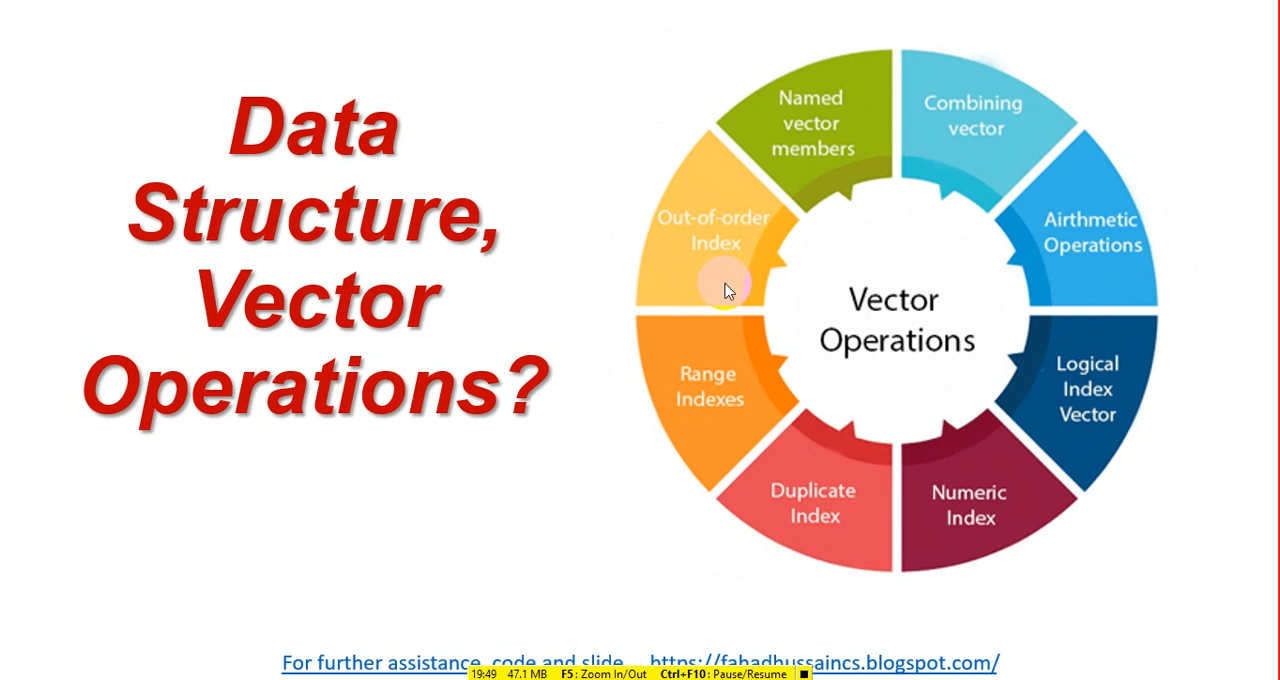 Data
Structure,
Vector
Operations?
Named
vector
members
Combining
vector
Out-of-order
Index
Airthmetic
Operations
Vector
Operations
Range
Indexes
Logical
Index
Vector
Duplicate
Index
Numeric
Index
For further assistance, code and slide https://fahadhussaincs.blogspot.com/
19:49 47.1 MB F5: Zoom In/Out Ctrl+F10: Pause/Resume